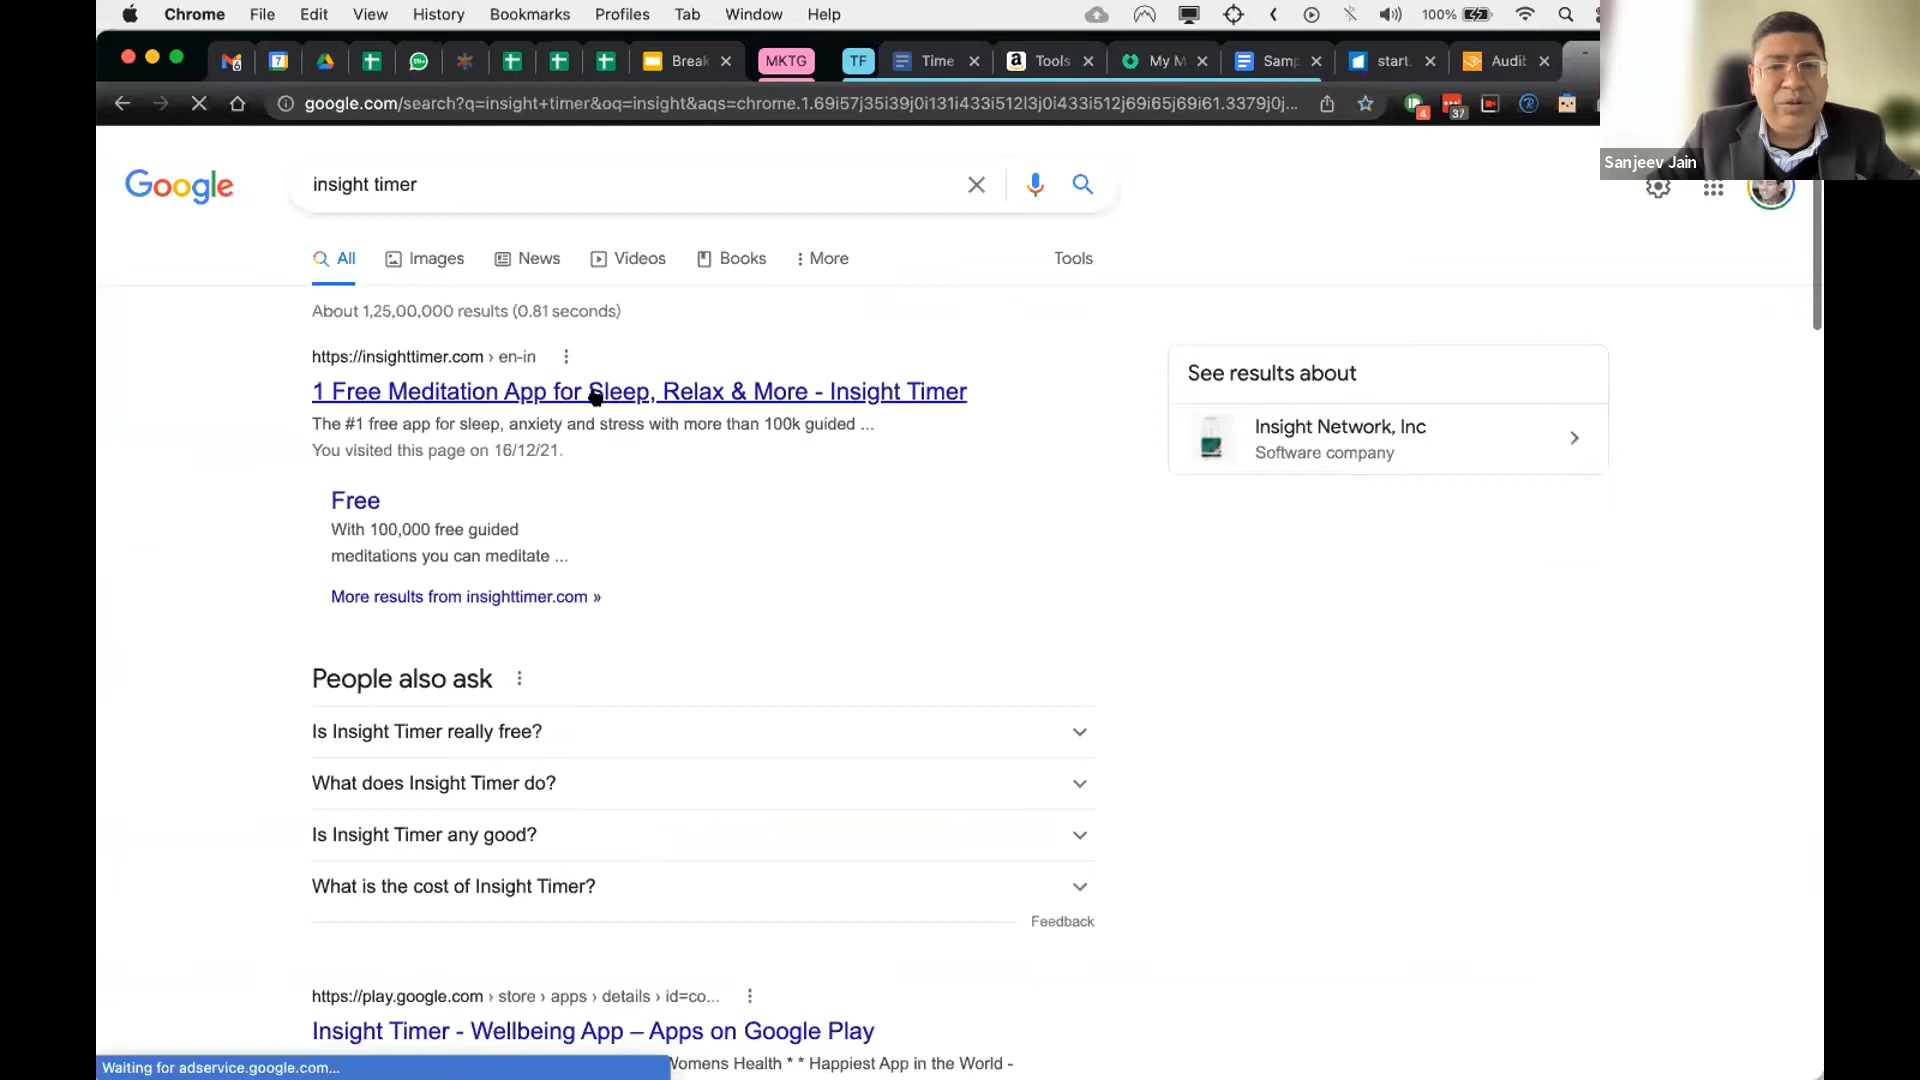 Chrome File Edit View History Bookmarks Profiles Tab Window Help 100%
7 Break MKTG TF Time Tools My M Samp start. Audit
google.com/search?q=insight+timer&oq=insight&aqs=chrome.1.69i57j35i39j0i131i433i512l3j0i433i512j69i65j69i61.3379j0j... 4 37
Sanjeev Jain
Google
insight timer
All Images News Videos Books More Tools
About 1,25,00,000 results (0.81 seconds)
https://insighttimer.com › en-in
1 Free Meditation App for Sleep, Relax & More - Insight Timer
The #1 free app for sleep, anxiety and stress with more than 100k guided ...
You visited this page on 16/12/21.
Free
With 100,000 free guided
meditations you can meditate ...
More results from insighttimer.com »
See results about
Insight Network, Inc
Software company
People also ask
Is Insight Timer really free?
What does Insight Timer do?
Is Insight Timer any good?
What is the cost of Insight Timer?
Feedback
https://play.google.com › store › apps › details › id=co...
Insight Timer - Wellbeing App – Apps on Google Play
Womens Health * * Happiest App in the World -
Waiting for adservice.google.com...